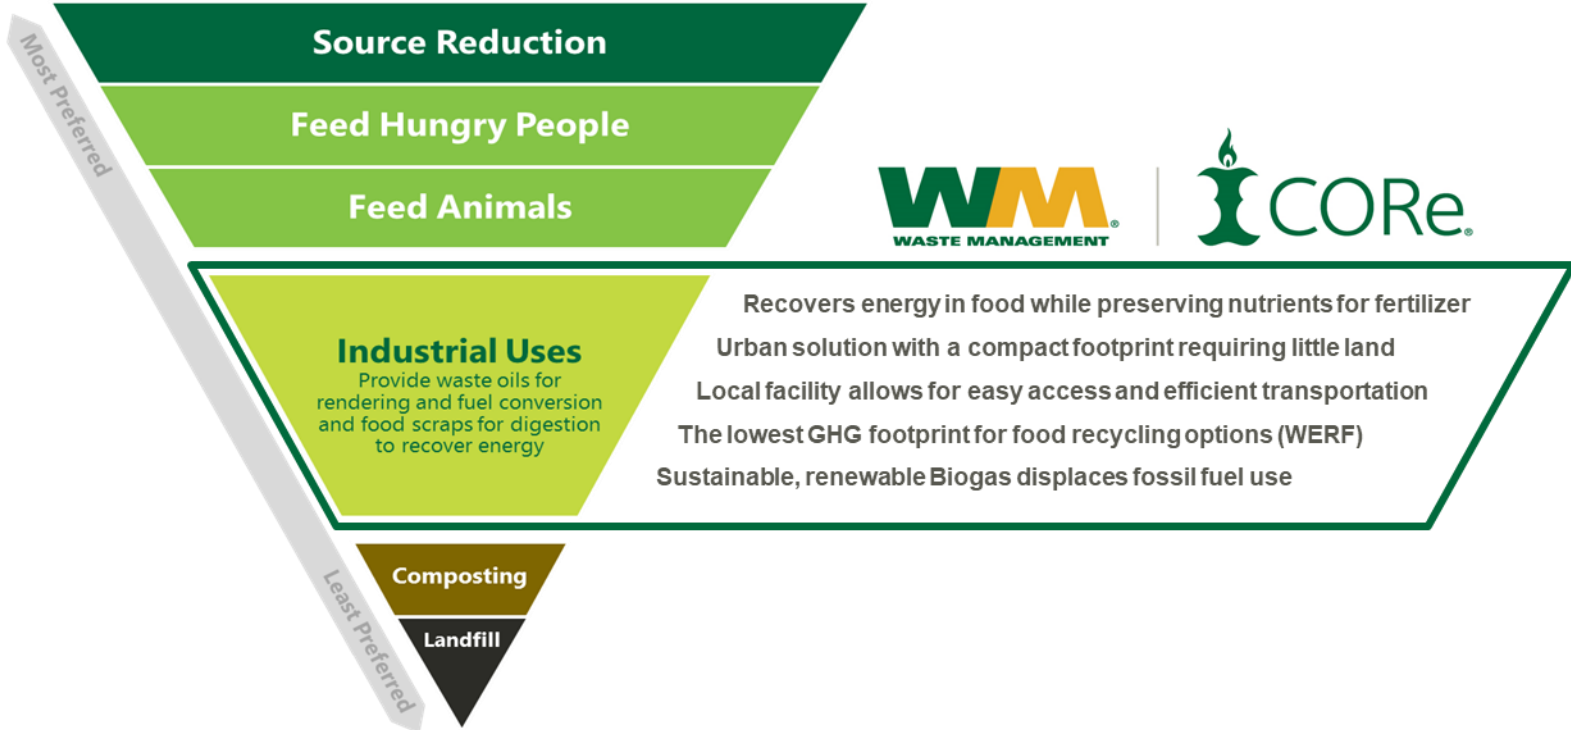 Most Preferred
Source Reduction
Feed Hungry People
Feed Animals
WM®
WASTE MANAGEMENT
CORe®
Industrial Uses
Provide waste oils for
rendering and fuel conversion
and food scraps for digestion
to recover energy
Recovers energy in food while preserving nutrients for fertilizer
Urban solution with a compact footprint requiring little land
Local facility allows for easy access and efficient transportation
The lowest GHG footprint for food recycling options (WERF)
Sustainable, renewable Biogas displaces fossil fuel use
Composting
Landfill
Least Preferred